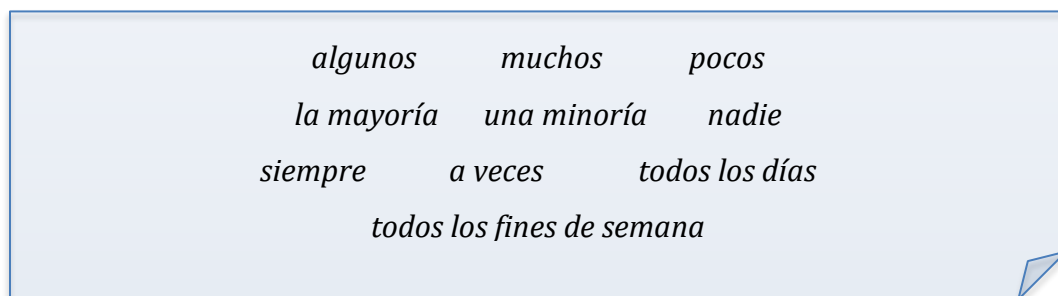 algunos muchos pocos
la mayoría una minoría nadie
siempre a veces todos los días
todos los fines de semana